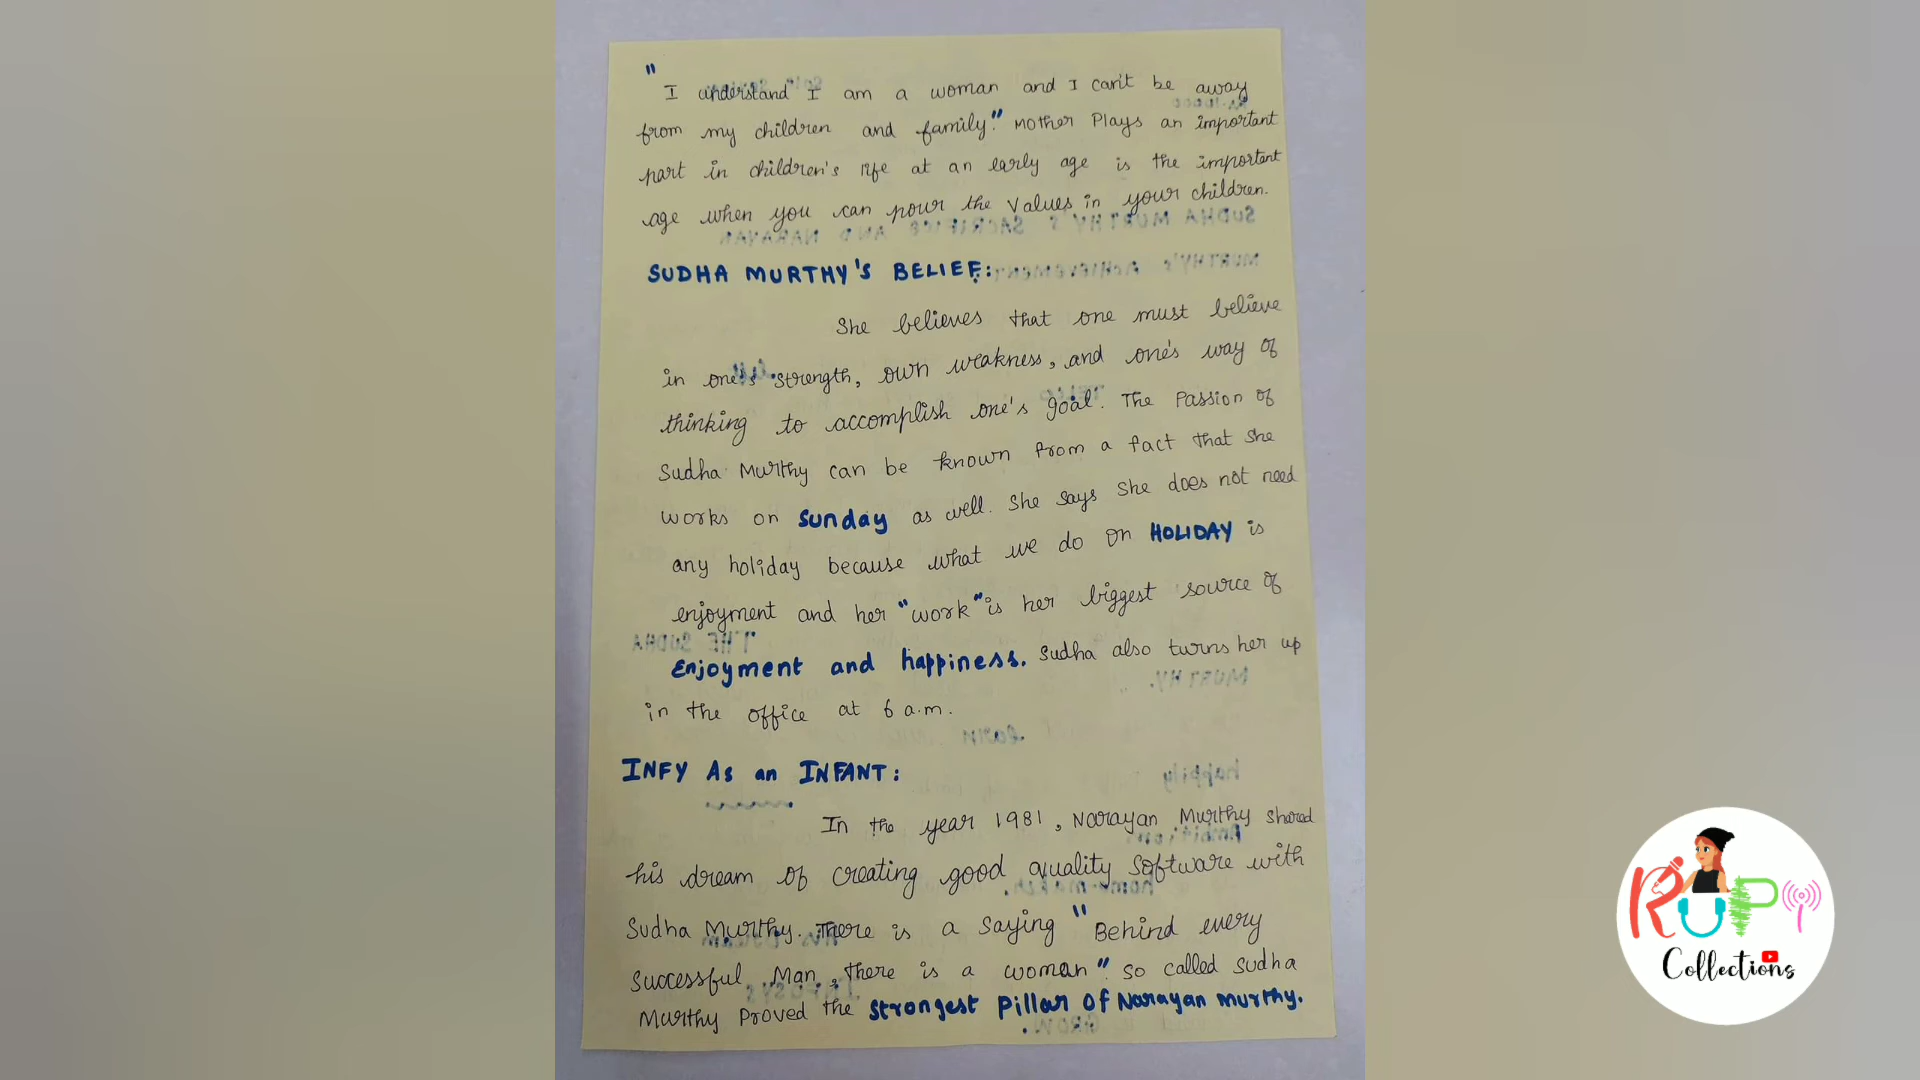 "
I understand I am a woman and I can't be away
from my children and family." Mother Plays an important
part in children's life at an early age is the important
age when you can pour the Values in your children.
SUDHA MURTHY'S BELIEF:
She believes that one must believe
in one's strength, own weakness, and one's way of
thinking to accomplish one's goal. The Passion of
Sudha Murthy can be known from a fact that She
works on Sunday as well. She says She does not need
any holiday because what we do on HOLIDAY is
enjoyment and her "work" is her biggest source of
Enjoyment and happiness. Sudha also turns her up
in the office at 6 a.m.
INFY As an INFANT:
In the year 1981, Narayan Murthy shared
his dream of creating good quality Software with
Sudha Murthy. There is a saying "Behind every
Successful Man, there is a woman" so called Sudha
Murthy Proved the Strongest Pillar Of Narayan Murthy.
RUPY
Collections